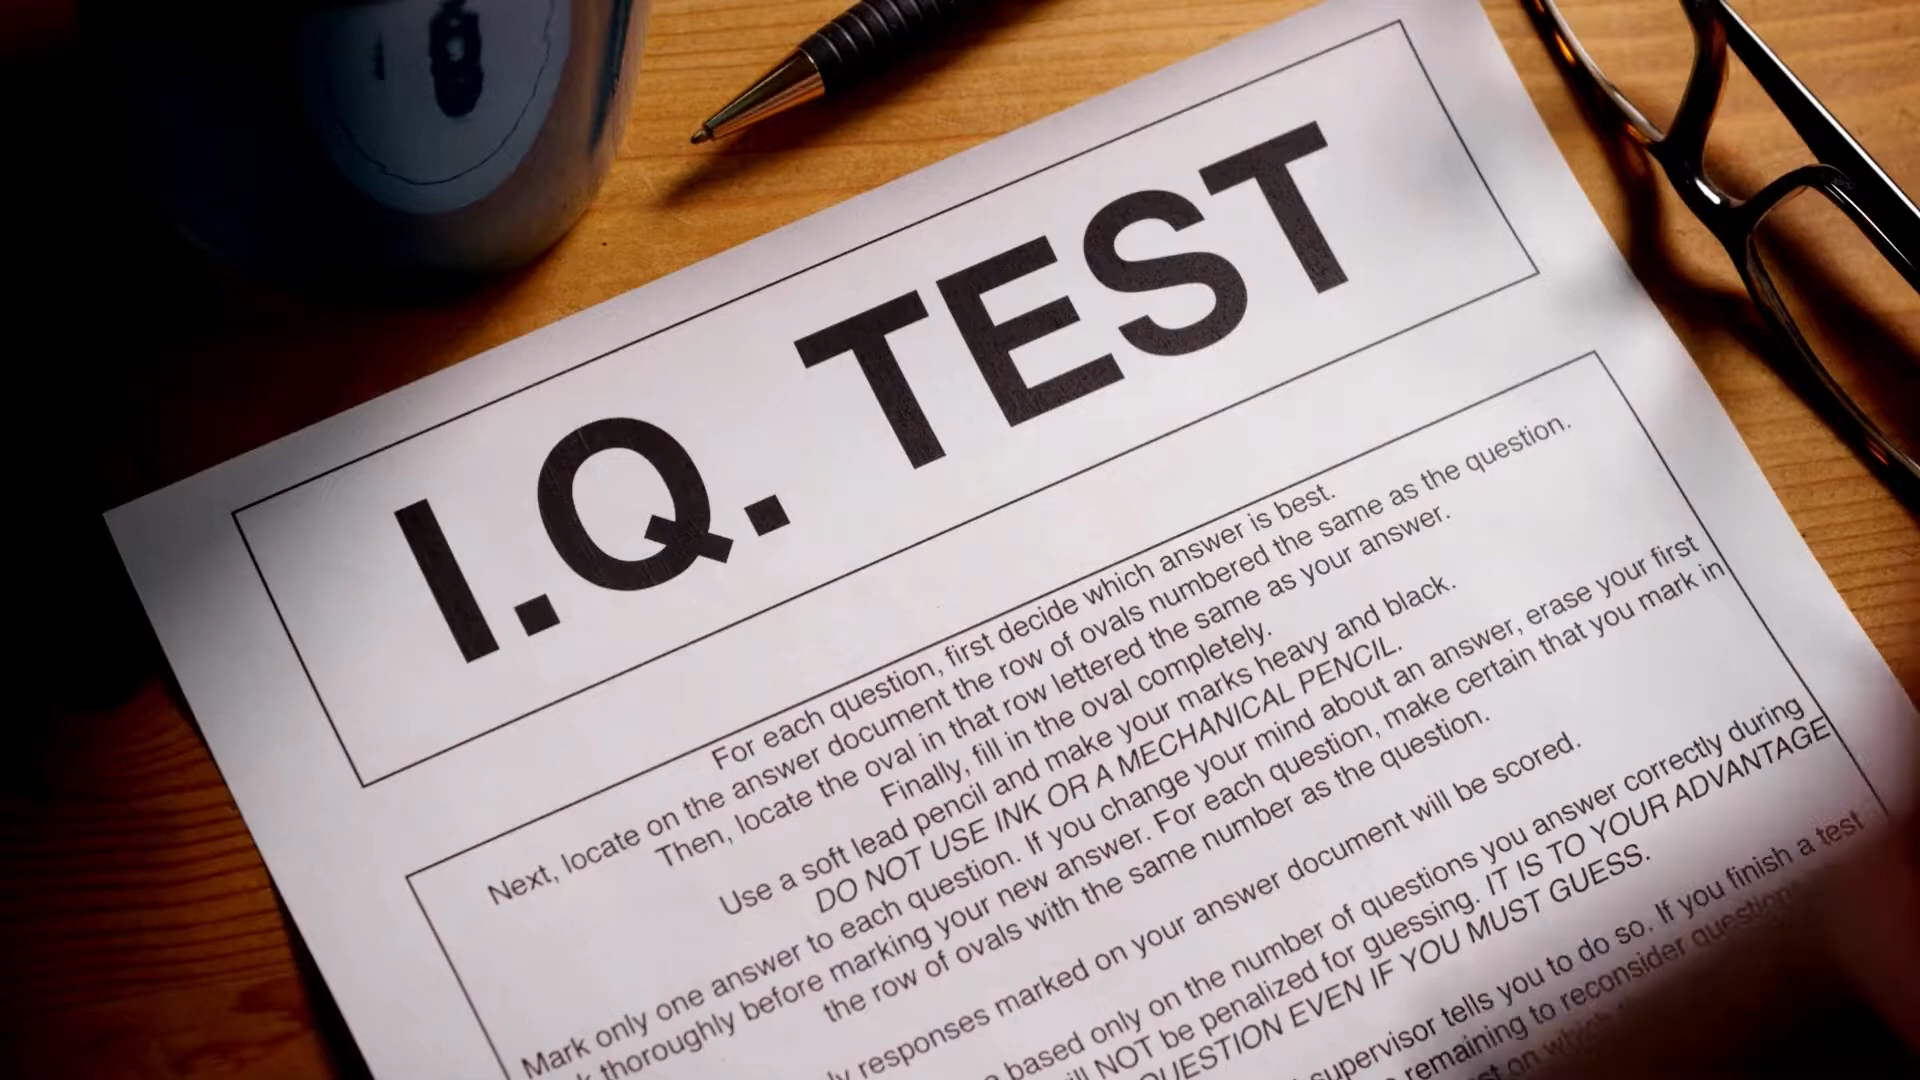 I.Q. TEST
For each question, first decide which answer is best.
Next, locate on the answer document the row of ovals numbered the same as the question.
Then, locate the oval in that row lettered the same as your answer.
Finally, fill in the oval completely.
Use a soft lead pencil and make your marks heavy and black.
DO NOT USE INK OR A MECHANICAL PENCIL.
Mark only one answer to each question. If you change your mind about an answer, erase your first
thoroughly before marking your new answer. For each question, make certain that you mark in
the row of ovals with the same number as the question.
responses marked on your answer document will be scored.
based only on the number of questions you answer correctly during
NOT be penalized for guessing. IT IS TO YOUR ADVANTAGE
QUESTION EVEN IF YOU MUST GUESS.
supervisor tells you to do so. If you finish a test
remaining to reconsider question
on which